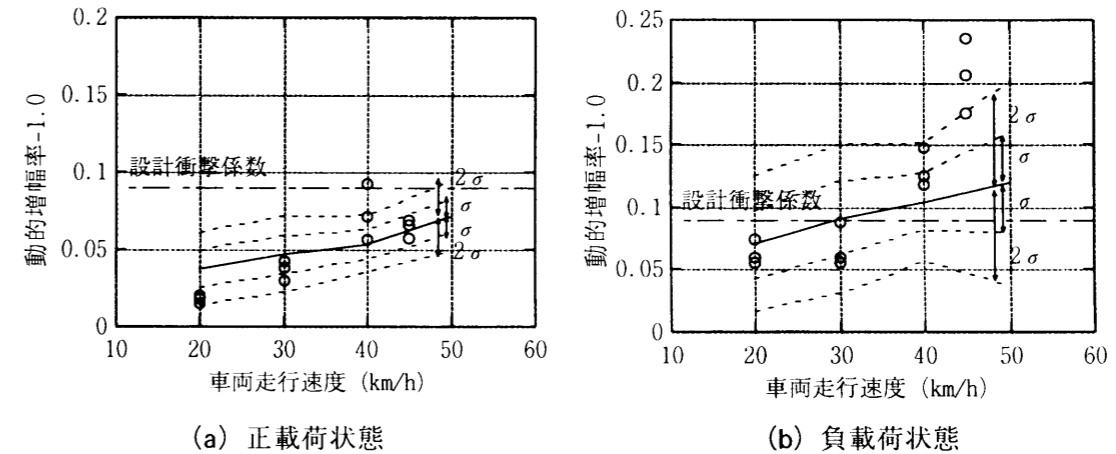 0.2
0.15
0.1
0.05
0
動的増幅率-1.0
設計衝撃係数
2σ
σ
σ
2σ
10 20 30 40 50 60
車両走行速度 (km/h)
(a) 正載荷状態
0.25
0.2
0.15
0.1
0.05
0
動的増幅率-1.0
設計衝撃係数
2σ
σ
σ
2σ
10 20 30 40 50 60
車両走行速度 (km/h)
(b) 負載荷状態